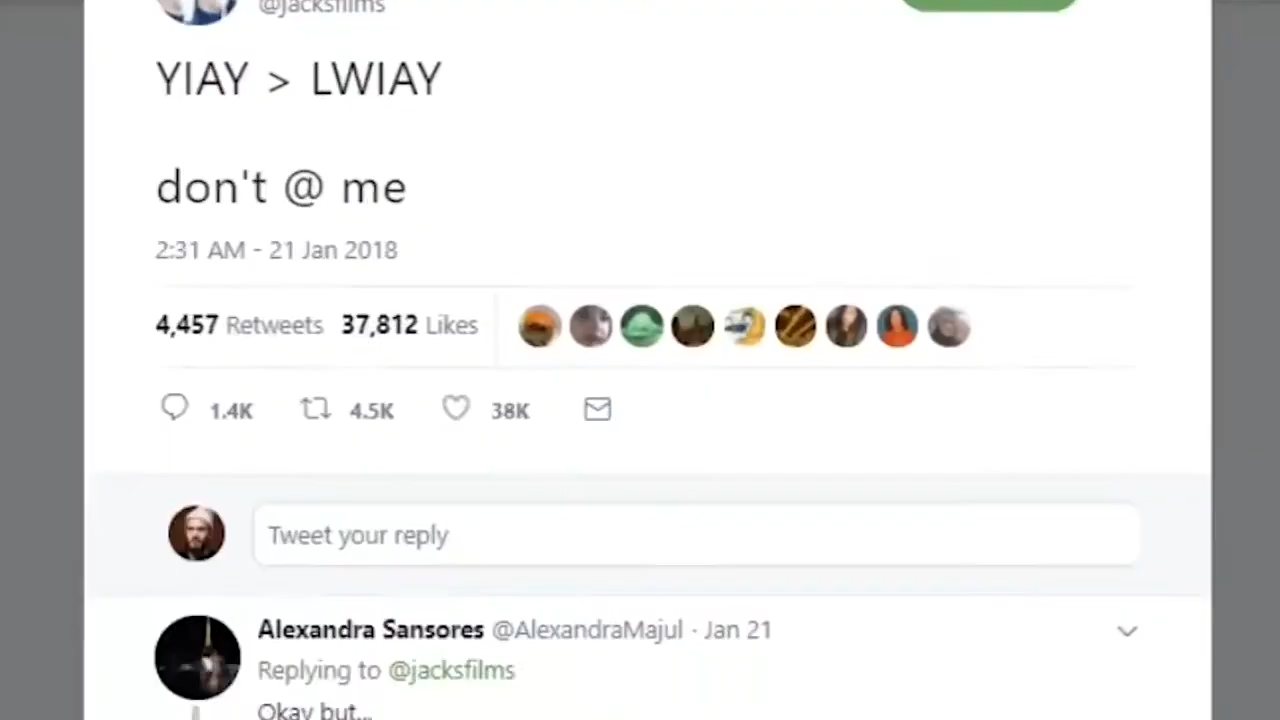 @jacksfilms
YIAY > LWIAY
don't @ me
2:31 AM - 21 Jan 2018
4,457 Retweets 37,812 Likes
1.4K 4.5K 38K
Tweet your reply
Alexandra Sansores @AlexandraMajul · Jan 21
Replying to @jacksfilms
Okay but...